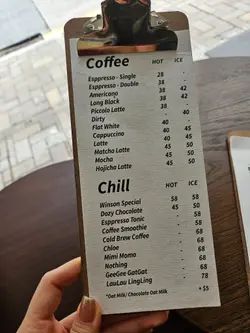 Coffee HOT ICE
Espresso - Single 28 -
Espresso - Double 38 -
Americano 38 42
Long Black 38 42
Piccolo Latte 38 -
Dirty - 40
Flat White 40 -
Cappuccino 40 45
Latte 40 45
Matcha Latte 45 50
Mocha 45 50
Hojicha Latte 45 50
Chill HOT ICE
Winson Special 58 58
Dozy Chocolate 45 50
Espresso Tonic - 58
Coffee Smoothie - 68
Cold Brew Coffee - 68
Chloe - 68
Mimi Momo - 68
Nothing - 68
GeeGee GatGat - 68
LauLau LingLing - 78
*Oat Milk/ Chocolate Oat Milk + $5